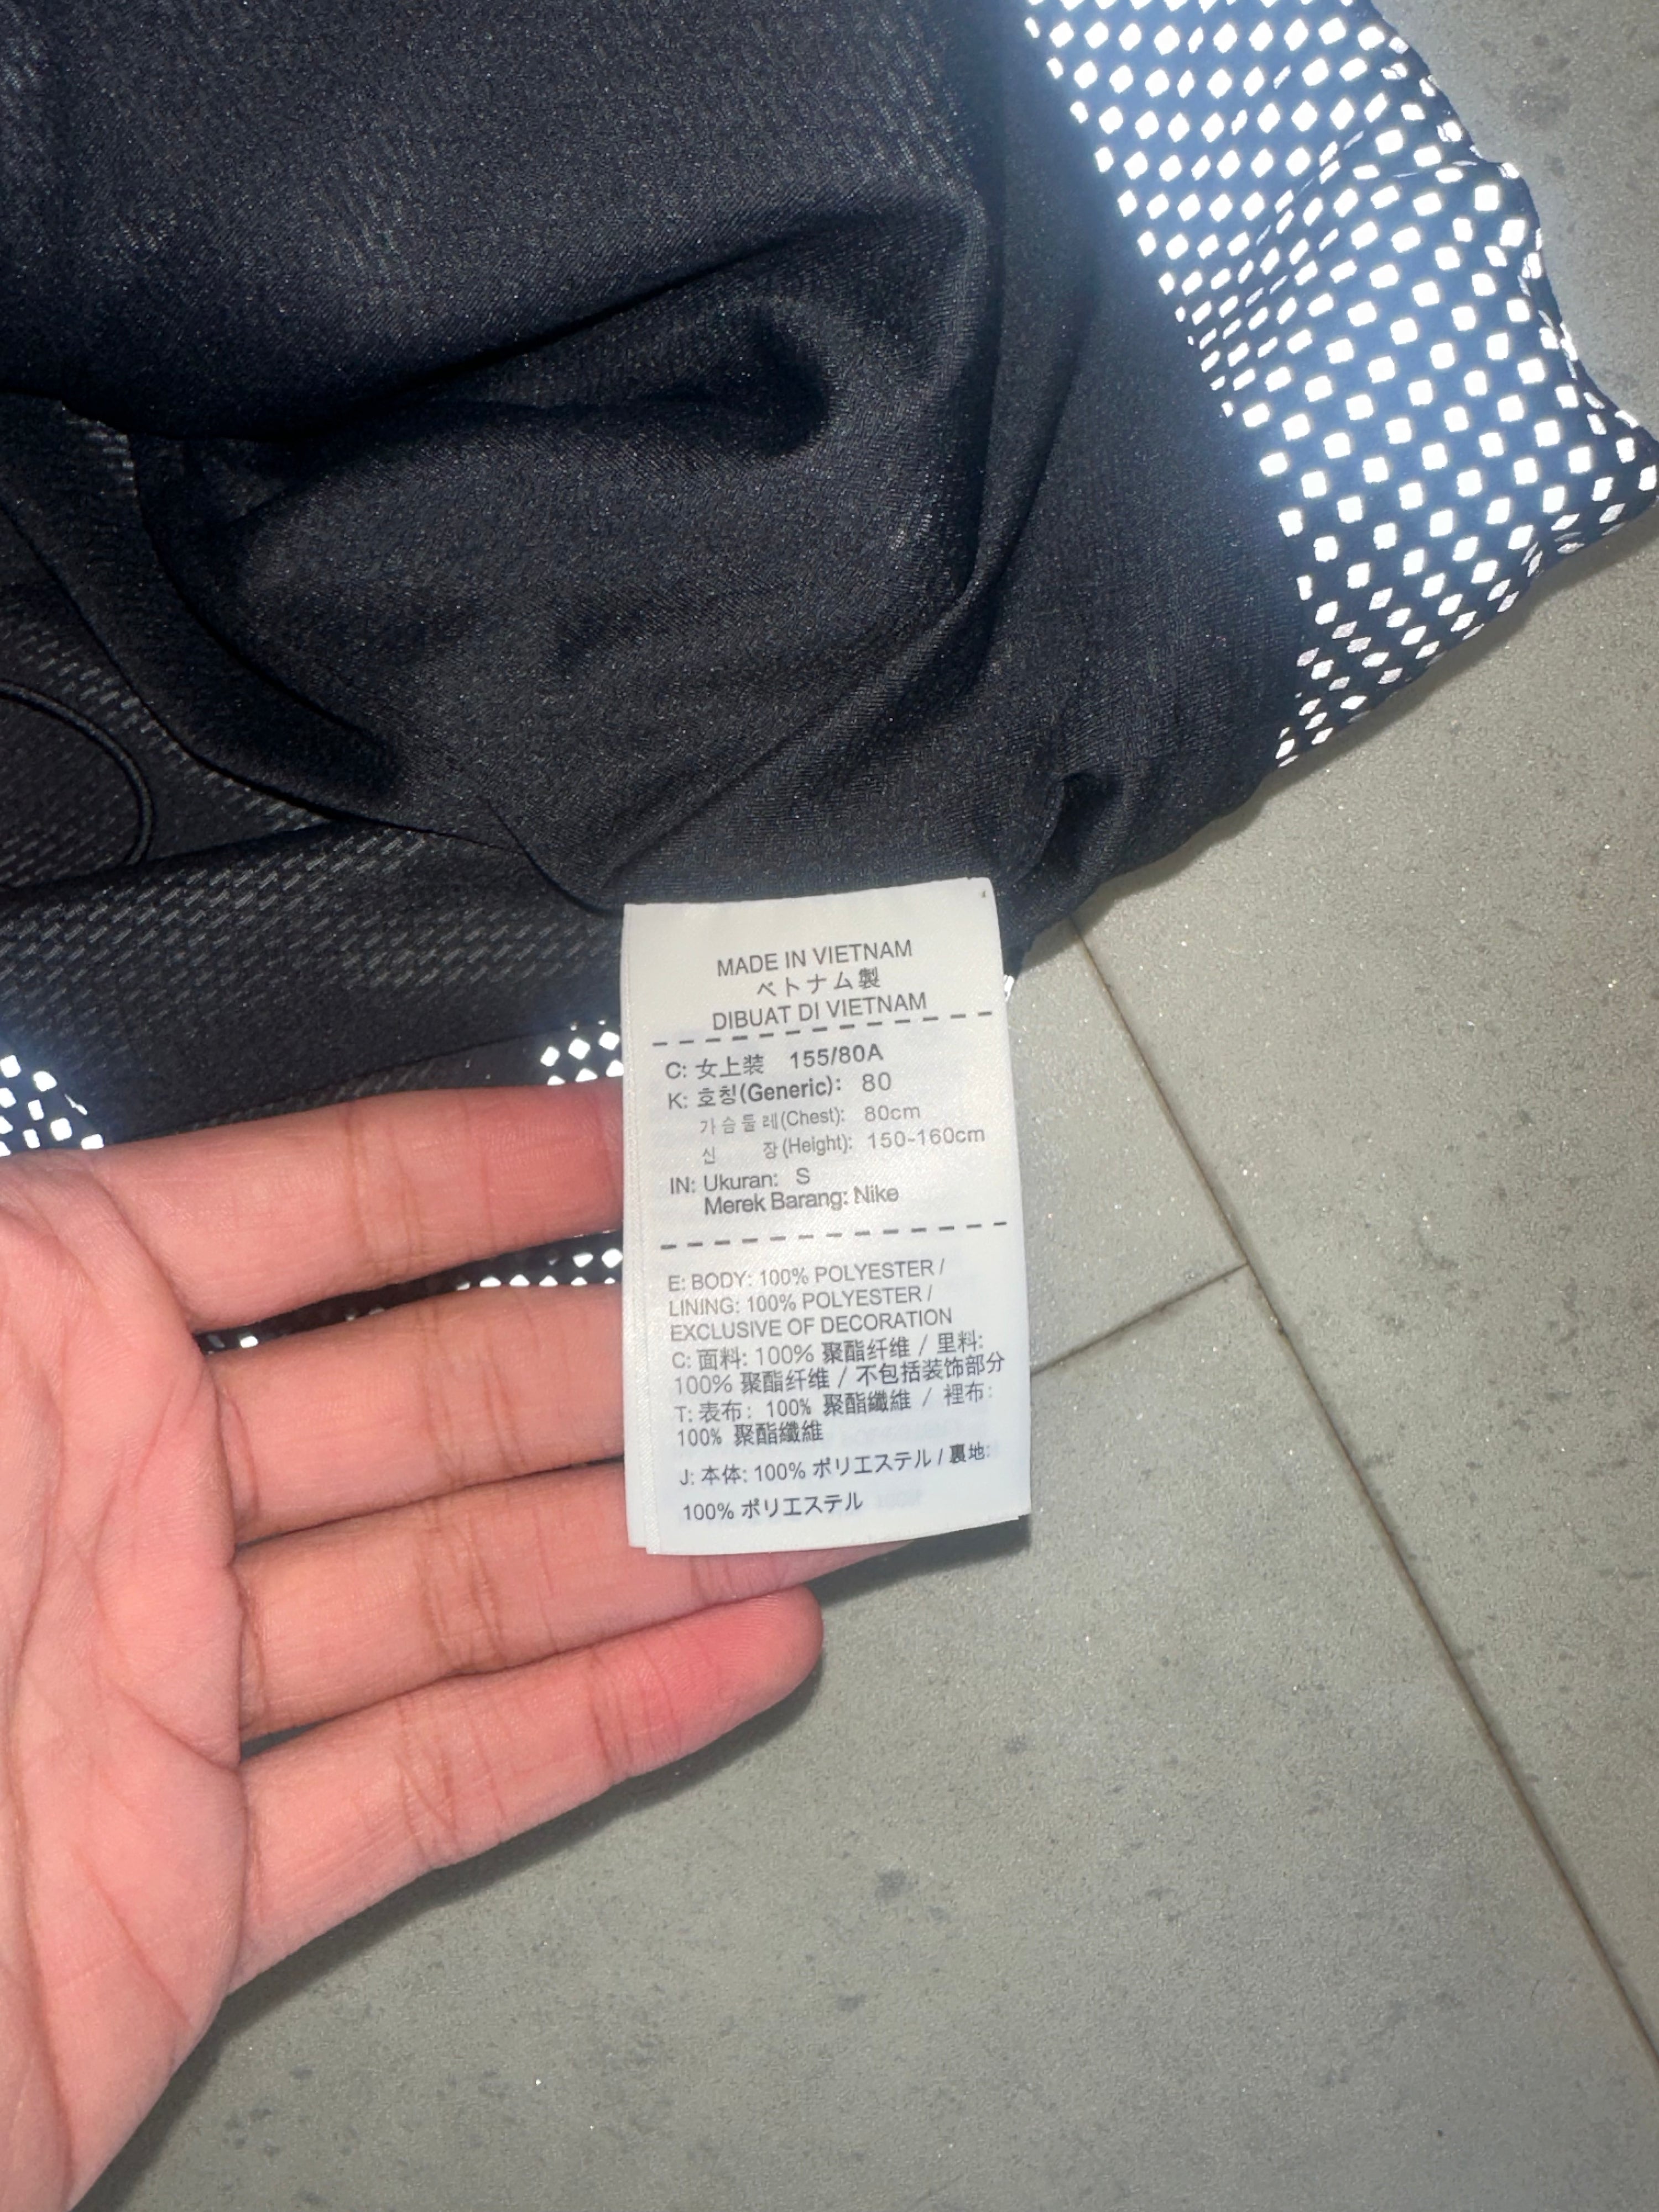 MADE IN VIETNAM
ベトナム製
DIBUAT DI VIETNAM
C: 女上装 155/80A
K: 호칭(Generic): 80
가슴둘레(Chest): 80cm
신 장(Height): 150-160cm
IN: Ukuran: S
Merek Barang: Nike
E: BODY: 100% POLYESTER /
LINING: 100% POLYESTER /
EXCLUSIVE OF DECORATION
C: 面料: 100% 聚酯纤维 / 里料:
100% 聚酯纤维 / 不包括装饰部分
T: 表布: 100% 聚酯纖維 / 裡布:
100% 聚酯纖維
J: 本体: 100% ポリエステル / 裏地:
100% ポリエステル